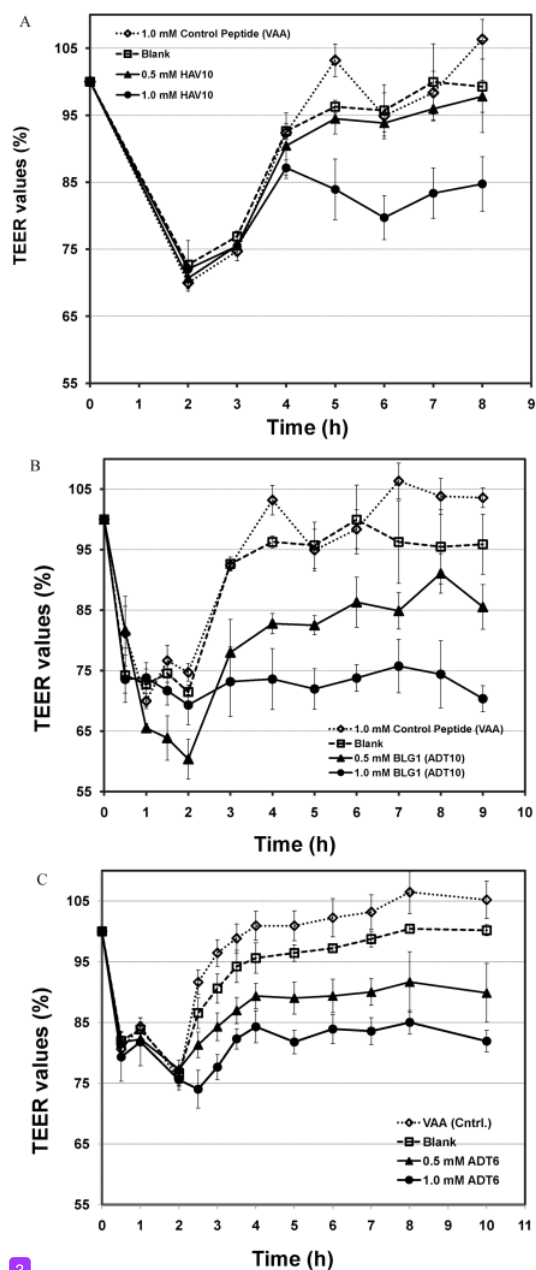 A
1.0 mM Control Peptide (VAA)
Blank
0.5 mM HAV10
1.0 mM HAV10
TEER values (%)
105
95
85
75
65
55
0 1 2 3 4 5 6 7 8 9
Time (h)
B
TEER values (%)
105
95
85
75
65
55
1.0 mM Control Peptide (VAA)
Blank
0.5 mM BLG1 (ADT10)
1.0 mM BLG1 (ADT10)
0 1 2 3 4 5 6 7 8 9 10
Time (h)
C
TEER values (%)
105
95
85
75
65
55
VAA (Cntrl.)
Blank
0.5 mM ADT6
1.0 mM ADT6
0 1 2 3 4 5 6 7 8 9 10 11
Time (h)